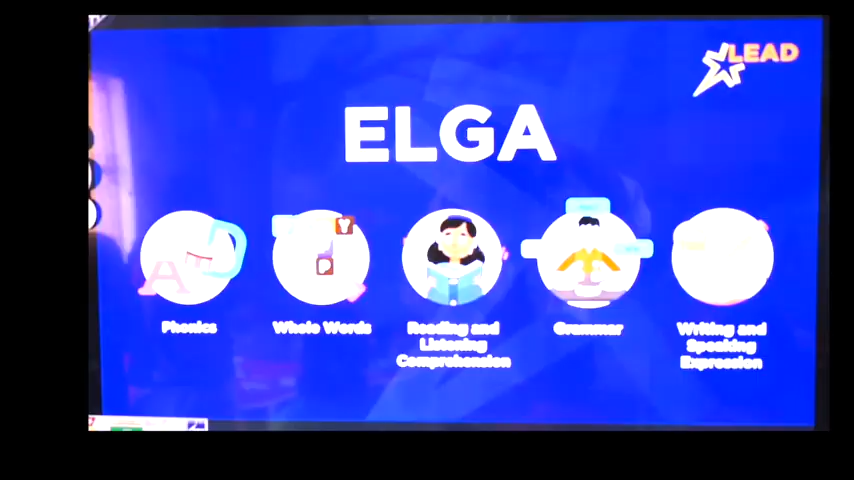 LEAD
ELGA
Phonics
Whole Words
Reading and
Listening
Comprehension
Grammar
Writing and
Speaking
Expression